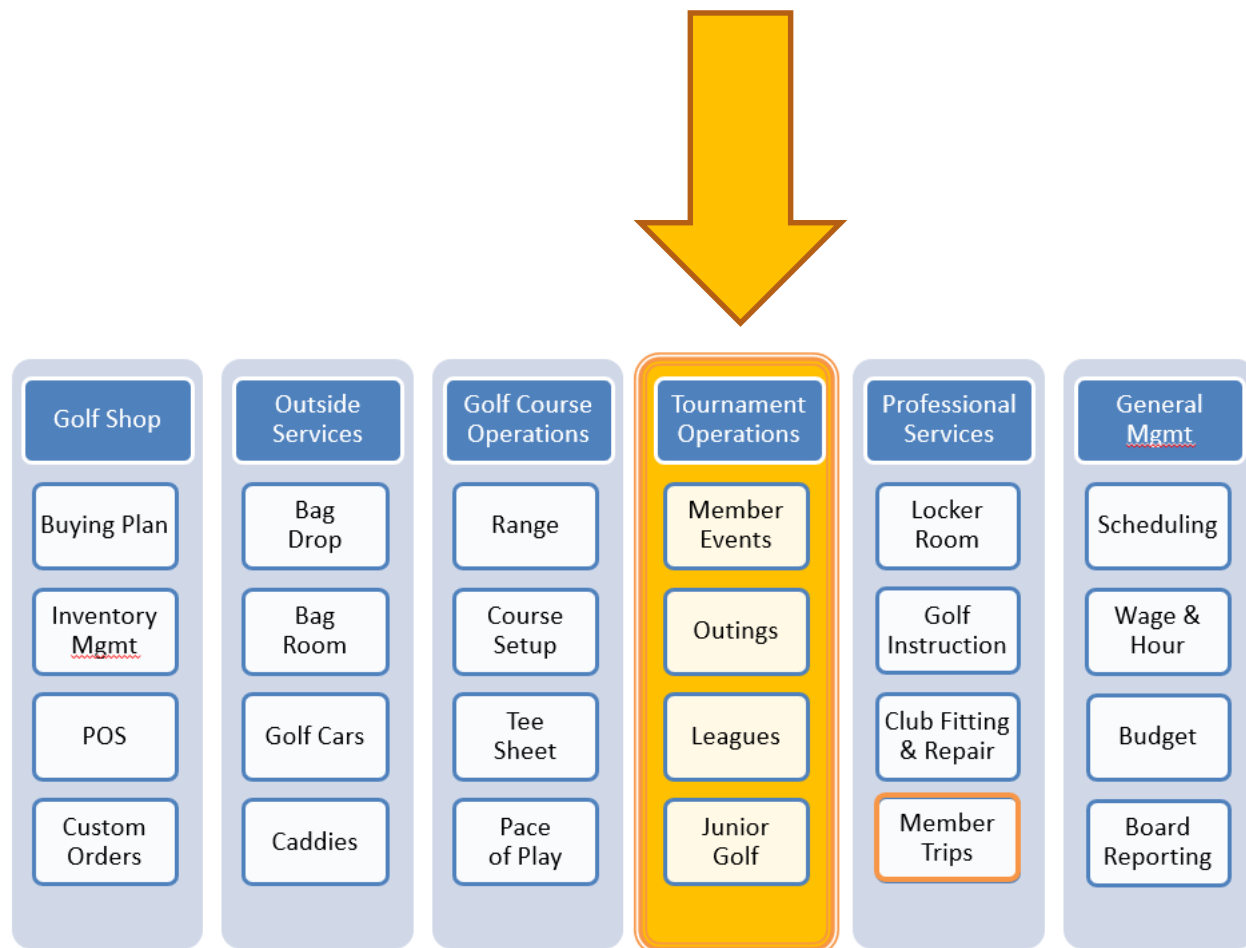 Golf Shop
Buying Plan
Inventory
Mgmt
POS
Custom
Orders
Outside
Services
Bag
Drop
Bag
Room
Golf Cars
Caddies
Golf Course
Operations
Range
Course
Setup
Tee
Sheet
Pace
of Play
Tournament
Operations
Member
Events
Outings
Leagues
Junior
Golf
Professional
Services
Locker
Room
Golf
Instruction
Club Fitting
& Repair
Member
Trips
General
Mgmt
Scheduling
Wage &
Hour
Budget
Board
Reporting